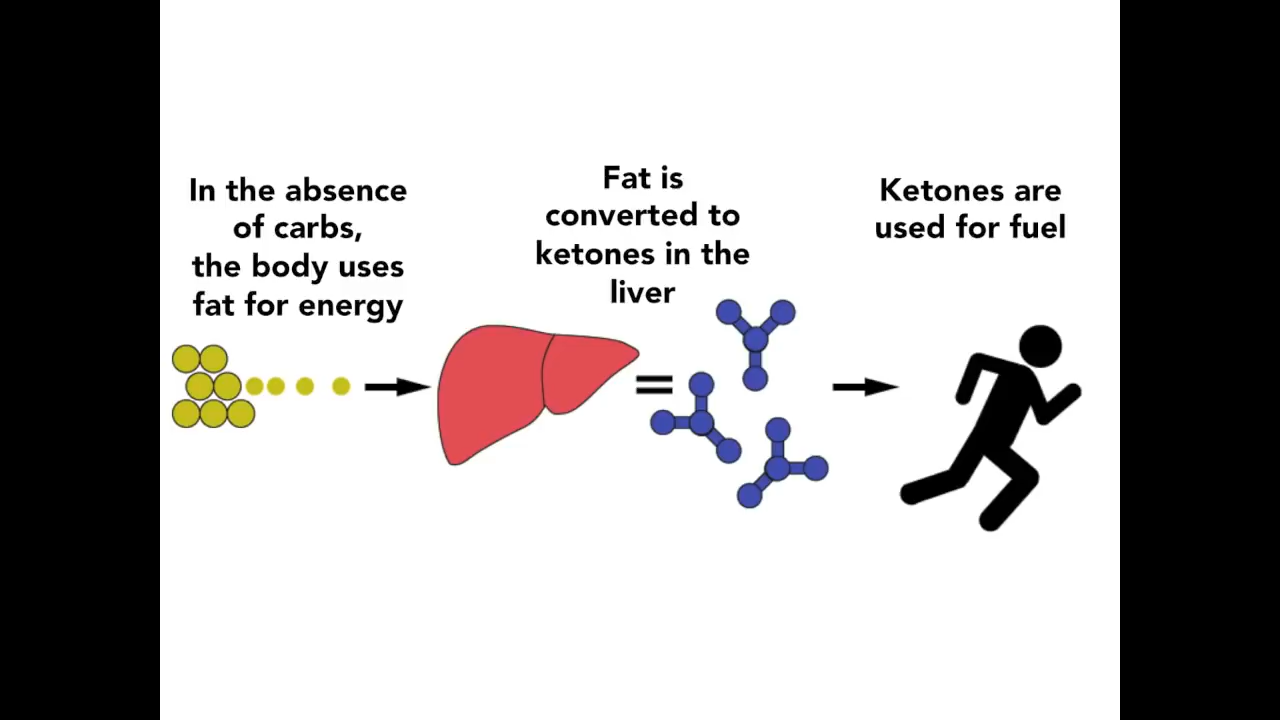 In the absence
of carbs,
the body uses
fat for energy
Fat is
converted to
ketones in the
liver
Ketones are
used for fuel